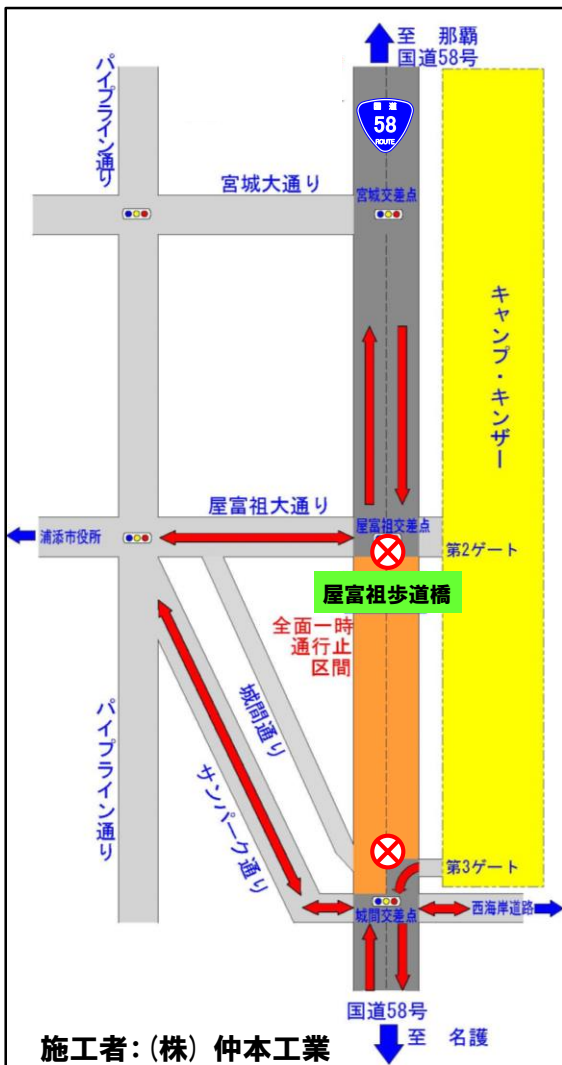 至 那覇
国道58号
パイプライン通り
国道
58
ROUTE
宮城大通り
宮城交差点
キャンプ・キンザー
屋富祖大通り
屋富祖交差点
浦添市役所
第2ゲート
屋富祖歩道橋
全面一時
通行止
区間
城間通り
パイプライン通り
サンパーク通り
第3ゲート
城間交差点
西海岸道路
国道58号
至 名護
施工者:(株) 仲本工業